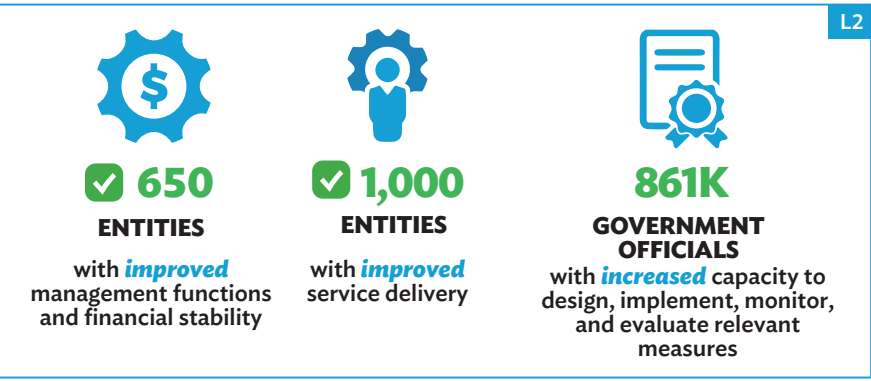 L2
$
650
ENTITIES
with improved
management functions
and financial stability
1,000
ENTITIES
with improved
service delivery
861K
GOVERNMENT
OFFICIALS
with increased capacity to
design, implement, monitor,
and evaluate relevant
measures